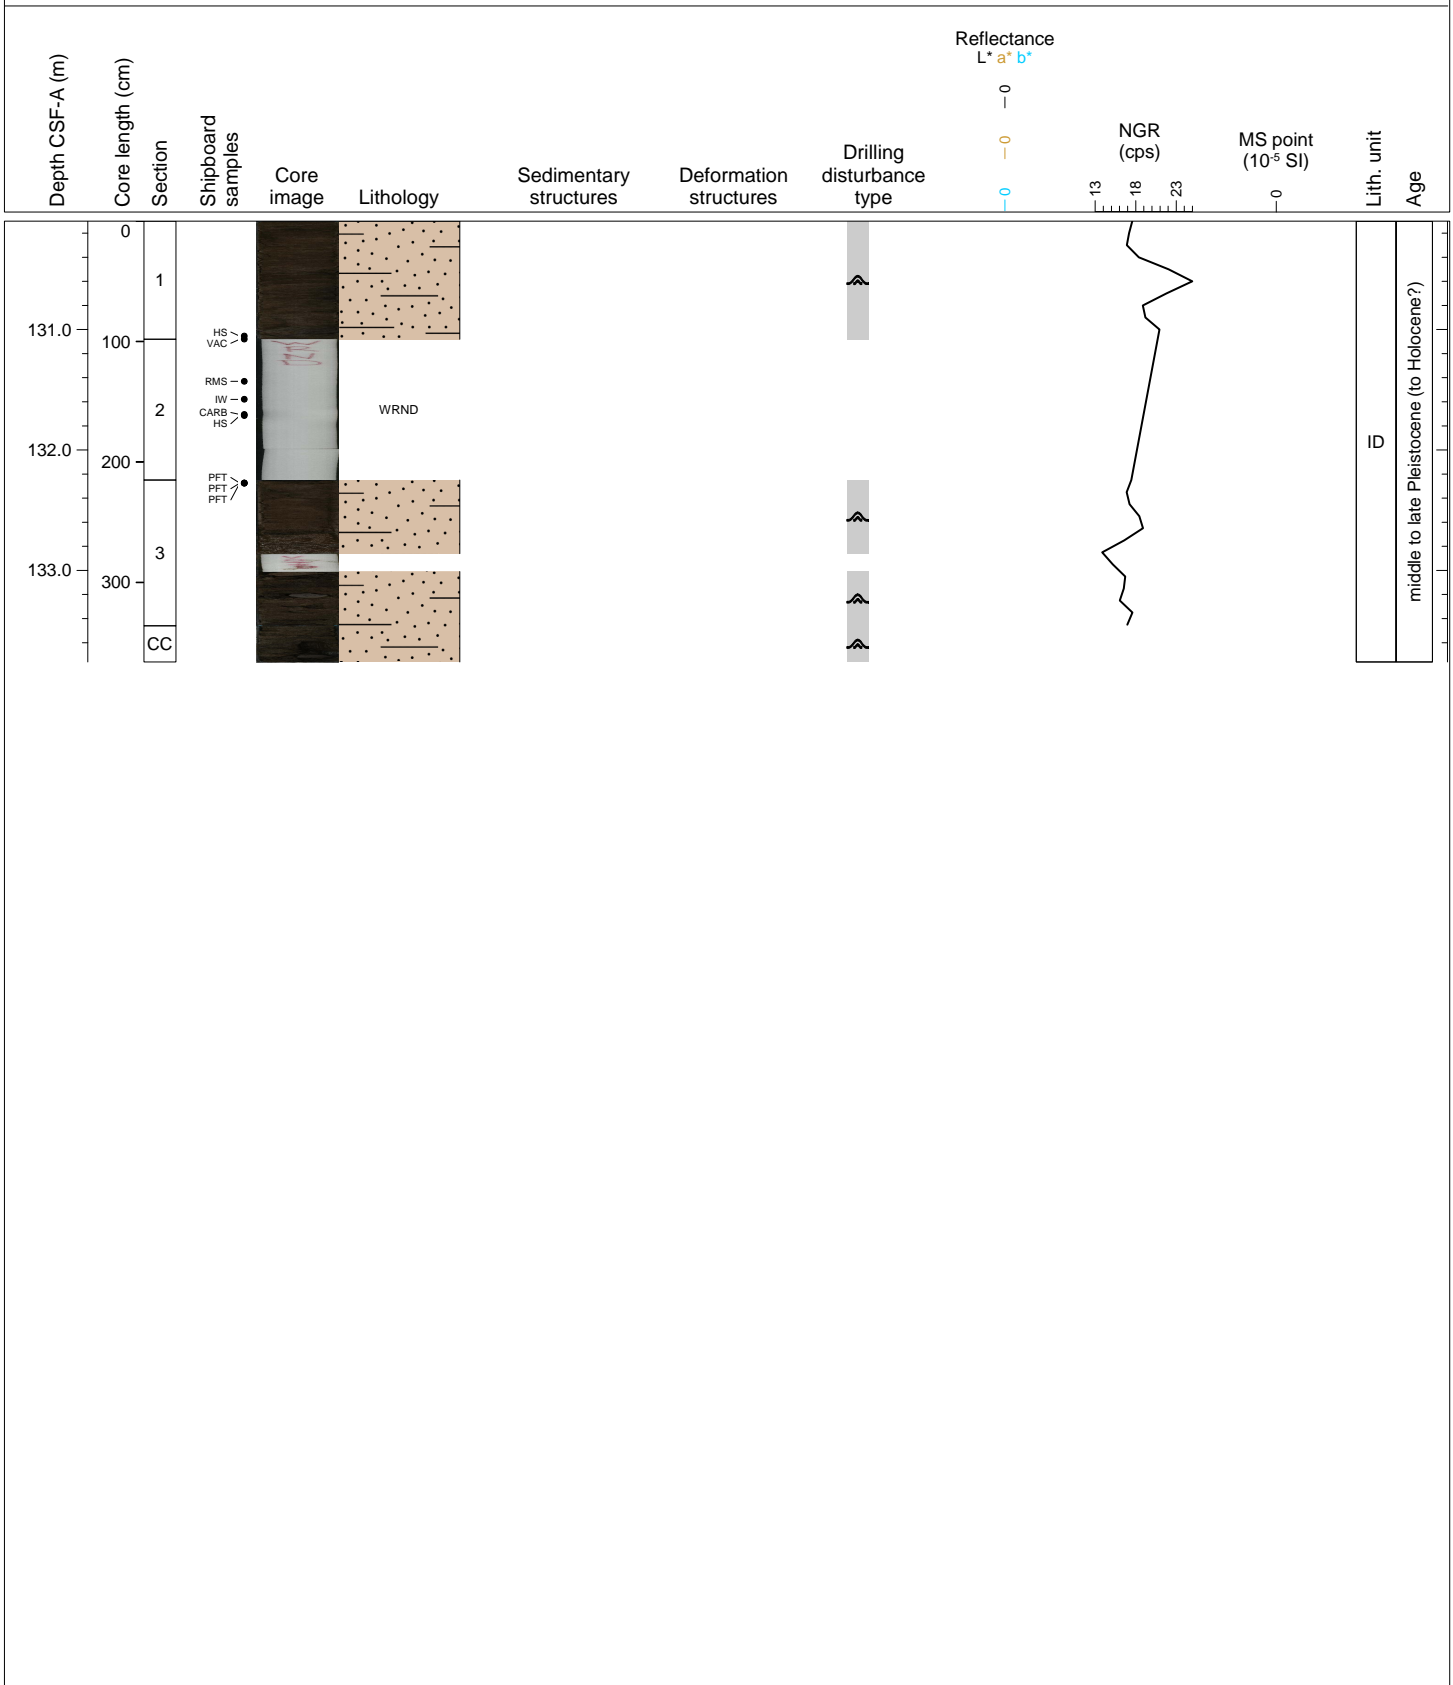 Depth CSF-A (m)
Core length (cm)
Section
Shipboard
samples
Core
image
Lithology
Sedimentary
structures
Deformation
structures
Drilling
disturbance
type
Reflectance
L* a* b*
0
0
0
NGR
(cps)
13
18
23
MS point
(10-5 SI)
0
Lith. unit
Age
0
100
200
300
131.0
132.0
133.0
1
2
3
CC
HS
VAC
RMS
IW
CARB
HS
PFT
PFT
PFT
WRND
ID
middle to late Pleistocene (to Holocene?)